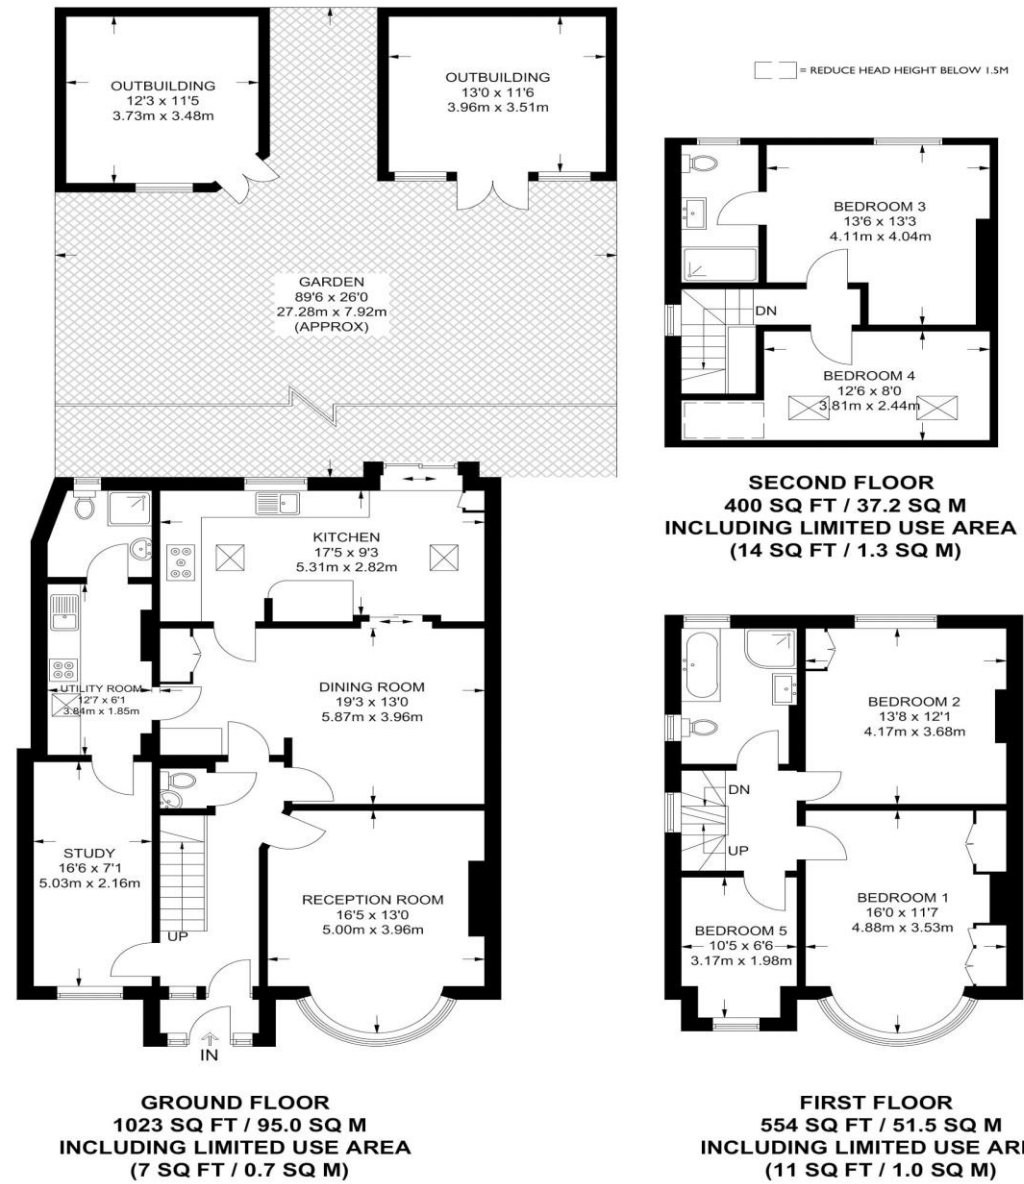 OUTBUILDING
12'3 x 11'5
3.73m x 3.48m
OUTBUILDING
13'0 x 11'6
3.96m x 3.51m
GARDEN
89'6 x 26'0
27.28m x 7.92m
(APPROX)
KITCHEN
17'5 x 9'3
5.31m x 2.82m
UTILITY ROOM
12'7 x 6'1
3.84m x 1.85m
DINING ROOM
19'3 x 13'0
5.87m x 3.96m
STUDY
16'6 x 7'1
5.03m x 2.16m
UP
RECEPTION ROOM
16'5 x 13'0
5.00m x 3.96m
IN
GROUND FLOOR
1023 SQ FT / 95.0 SQ M
INCLUDING LIMITED USE AREA
(7 SQ FT / 0.7 SQ M)
= REDUCE HEAD HEIGHT BELOW 1.5M
BEDROOM 3
13'6 x 13'3
4.11m x 4.04m
DN
BEDROOM 4
12'6 x 8'0
3.81m x 2.44m
SECOND FLOOR
400 SQ FT / 37.2 SQ M
INCLUDING LIMITED USE AREA
(14 SQ FT / 1.3 SQ M)
BEDROOM 2
13'8 x 12'1
4.17m x 3.68m
DN
UP
BEDROOM 1
16'0 x 11'7
4.88m x 3.53m
BEDROOM 5
10'5 x 6'6
3.17m x 1.98m
FIRST FLOOR
554 SQ FT / 51.5 SQ M
INCLUDING LIMITED USE ARE
(11 SQ FT / 1.0 SQ M)